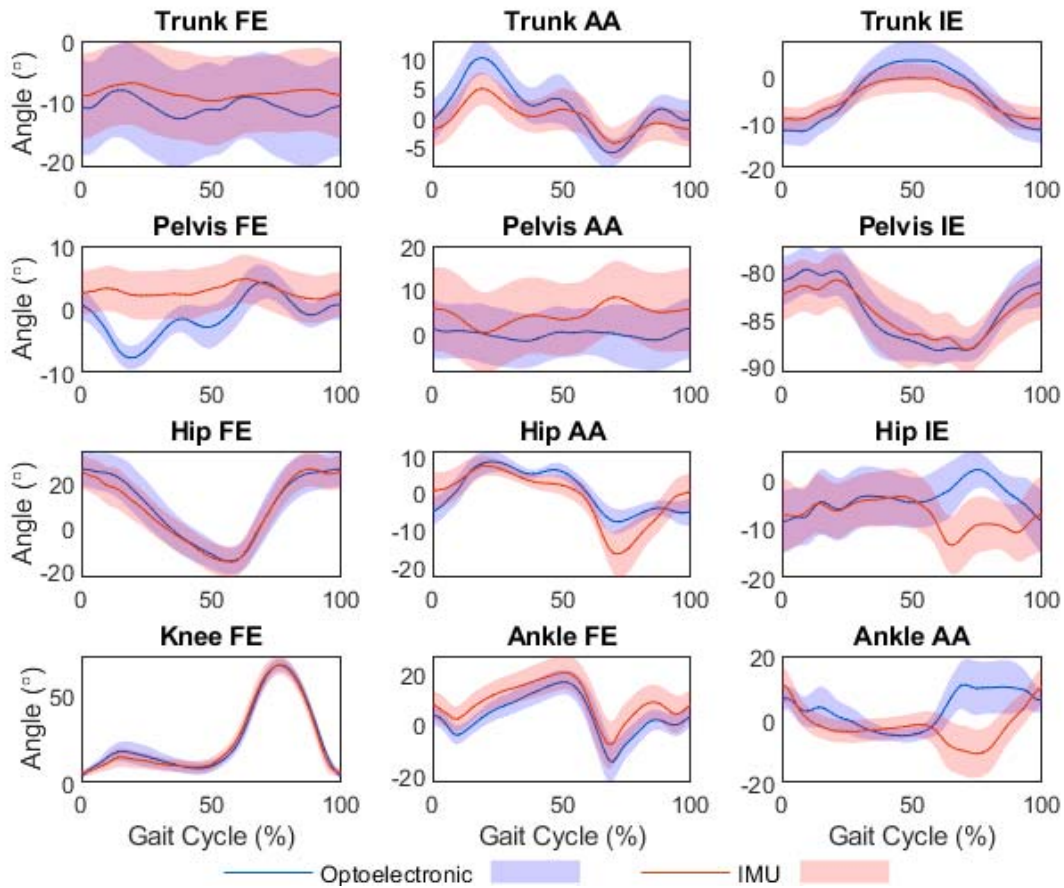 Trunk FE Trunk AA Trunk IE
Angle (°)
0
-10
-20
10
5
0
-5
0
-10
-20
0 50 100 0 50 100 0 50 100
Pelvis FE Pelvis AA Pelvis IE
Angle (°)
10
0
-10
20
10
0
-80
-85
-90
0 50 100 0 50 100 0 50 100
Hip FE Hip AA Hip IE
Angle (°)
20
0
-20
10
0
-10
-20
0
-10
-20
0 50 100 0 50 100 0 50 100
Knee FE Ankle FE Ankle AA
Angle (°)
50
0
20
0
-20
20
0
-20
0 50 100 0 50 100 0 50 100
Gait Cycle (%) Gait Cycle (%) Gait Cycle (%)
Optoelectronic IMU